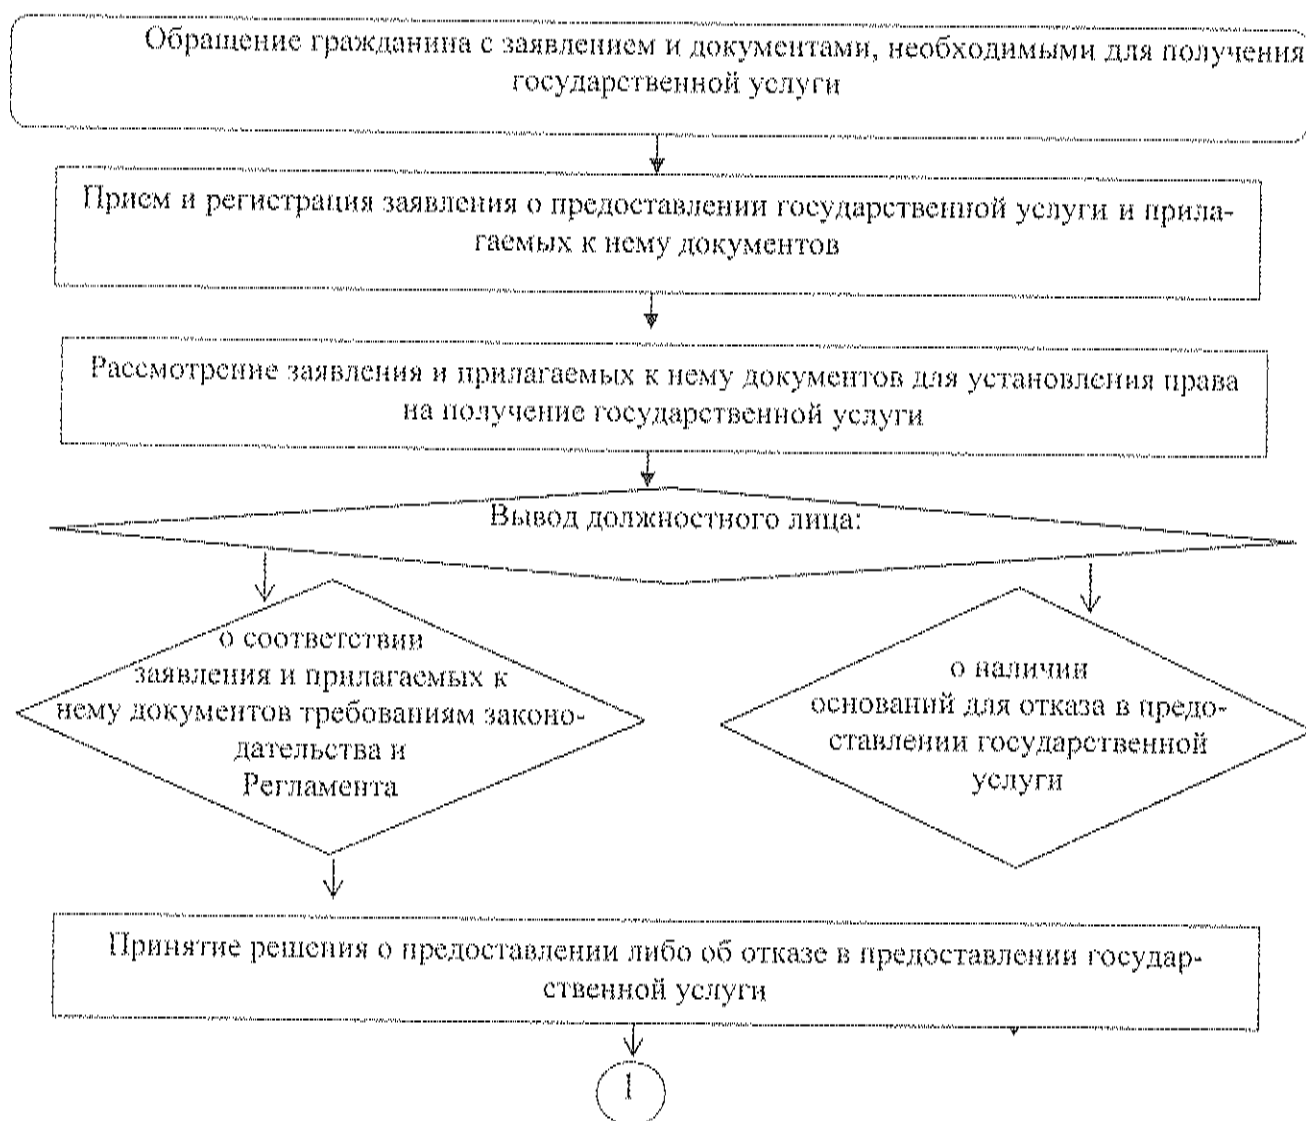 Обращение гражданина с заявлением и документами, необходимыми для получения
государственной услуги
Прием и регистрация заявления о предоставлении государственной услуги и прила-
гаемых к нему документов
Рассмотрение заявления и прилагаемых к нему документов для установления права
на получение государственной услуги
Вывод должностного лица:
о соответствии
заявления и прилагаемых к
нему документов требованиям законо-
дательства и
Регламента
о наличии
оснований для отказа в предо-
ставлении государственной
услуги
Принятие решения о предоставлении либо об отказе в предоставлении государ-
ственной услуги
1